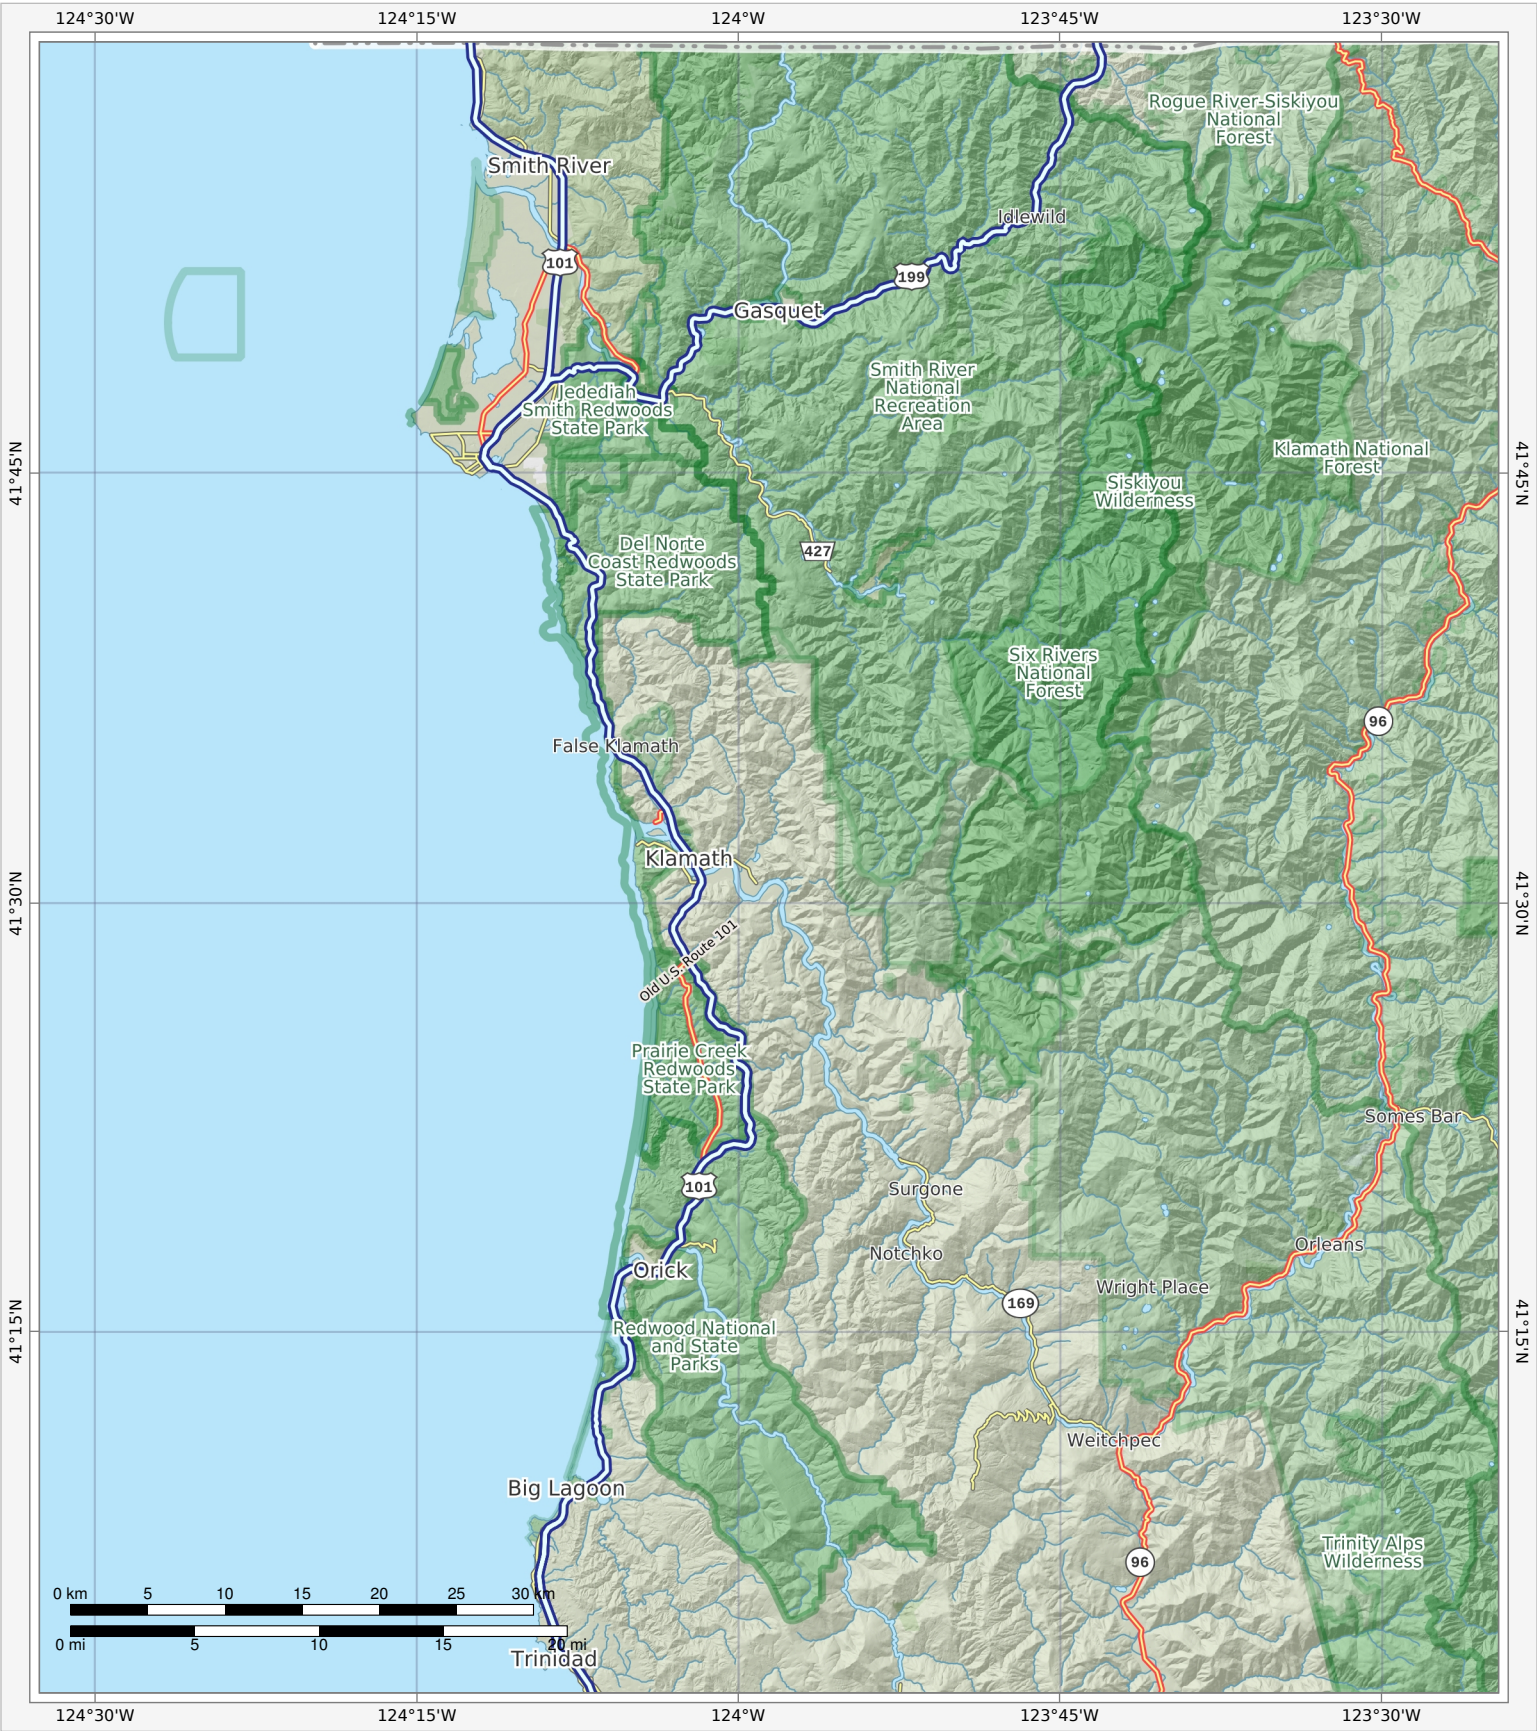 124°30'W
124°15'W
124°W
123°45'W
123°30'W
Rogue River-Siskiyou
National
Forest
Smith River
Idlewild
101
199
Gasquet
Smith River
National
Recreation
Area
Jedediah
Smith Redwoods
State Park
41°45'N
41°45'N
Klamath National
Forest
Siskiyou
Wilderness
Del Norte
Coast Redwoods
State Park
427
Six Rivers
National
Forest
96
False Klamath
Klamath
41°30'N
41°30'N
Old U.S. Route 101
Prairie Creek
Redwoods
State Park
Somes Bar
101
Surgone
Notchko
Orleans
Orick
Wright Place
169
41°15'N
41°15'N
Redwood National
and State
Parks
Weitchpec
Big Lagoon
Trinity Alps
Wilderness
96
0 km
5
10
15
20
25
30 km
0 mi
5
10
15
20 mi
Trinidad
124°30'W
124°15'W
124°W
123°45'W
123°30'W